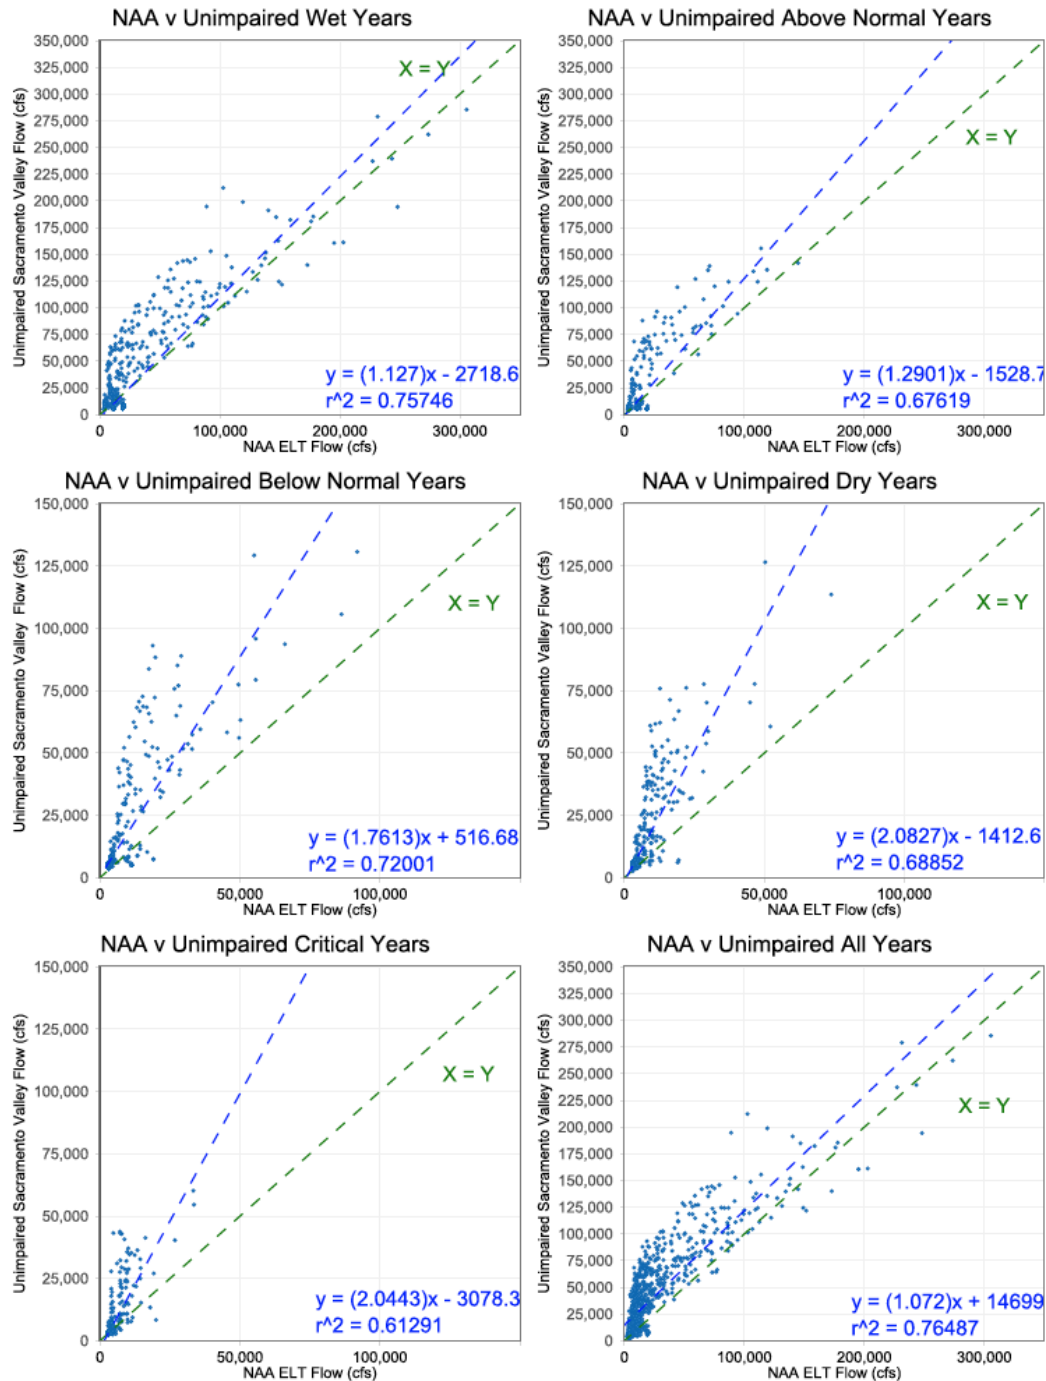 NAA v Unimpaired Wet Years
350,000
325,000
300,000
275,000
250,000
225,000
200,000
175,000
150,000
125,000
100,000
75,000
50,000
25,000
0
Unimpaired Sacramento Valley Flow (cfs)
X = Y
y = (1.127)x - 2718.6
r^2 = 0.75746
0 100,000 200,000 300,000
NAA ELT Flow (cfs)
NAA v Unimpaired Above Normal Years
350,000
325,000
300,000
275,000
250,000
225,000
200,000
175,000
150,000
125,000
100,000
75,000
50,000
25,000
0
Unimpaired Sacramento Valley Flow (cfs)
X = Y
y = (1.2901)x - 1528.7
r^2 = 0.67619
0 100,000 200,000 300,000
NAA ELT Flow (cfs)
NAA v Unimpaired Below Normal Years
150,000
125,000
100,000
75,000
50,000
25,000
0
Unimpaired Sacramento Valley Flow (cfs)
X = Y
y = (1.7613)x + 516.68
r^2 = 0.72001
0 50,000 100,000
NAA ELT Flow (cfs)
NAA v Unimpaired Dry Years
150,000
125,000
100,000
75,000
50,000
25,000
0
Unimpaired Sacramento Valley Flow (cfs)
X = Y
y = (2.0827)x - 1412.6
r^2 = 0.68852
0 50,000 100,000
NAA ELT Flow (cfs)
NAA v Unimpaired Critical Years
150,000
125,000
100,000
75,000
50,000
25,000
0
Unimpaired Sacramento Valley Flow (cfs)
X = Y
y = (2.0443)x - 3078.3
r^2 = 0.61291
0 50,000 100,000
NAA ELT Flow (cfs)
NAA v Unimpaired All Years
350,000
325,000
300,000
275,000
250,000
225,000
200,000
175,000
150,000
125,000
100,000
75,000
50,000
25,000
0
Unimpaired Sacramento Valley Flow (cfs)
X = Y
y = (1.072)x + 14699
r^2 = 0.76487
0 100,000 200,000 300,000
NAA ELT Flow (cfs)